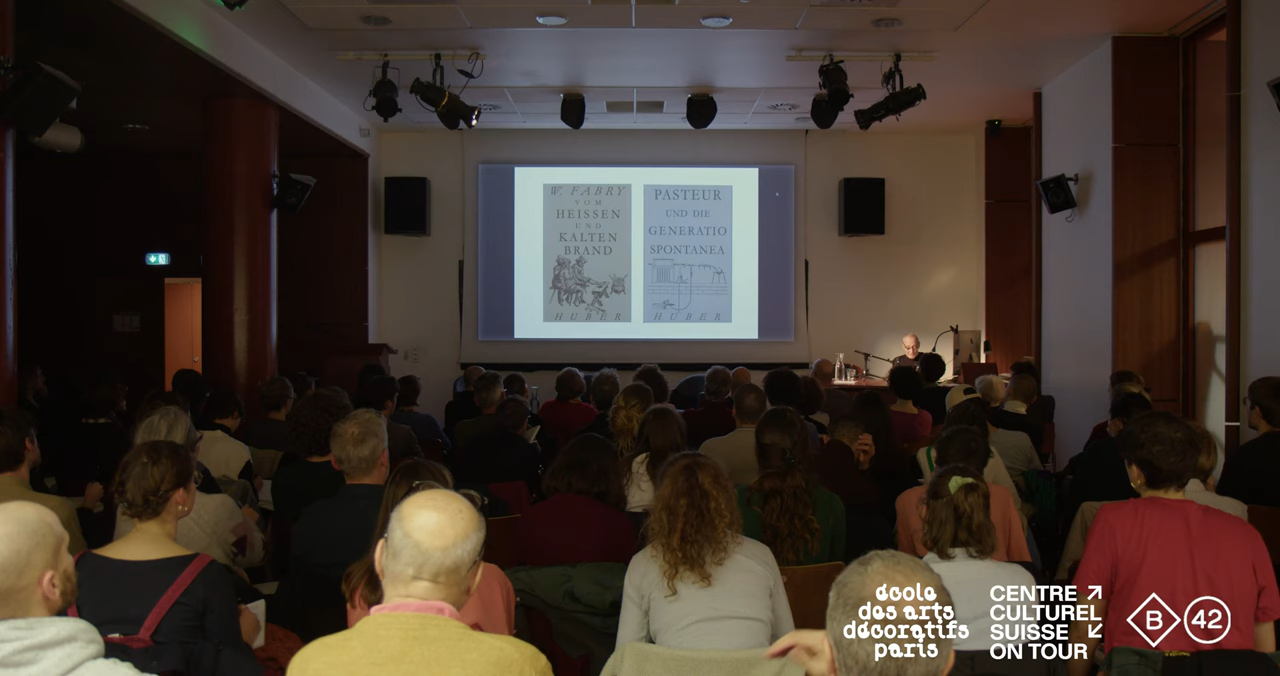 W. FABRY
VOM
HEISSEN
UND
KALTEN
BRAND
HUBER
PASTEUR
UND DIE
GENERATIO
SPONTANEA
HUBER
école
des arts
décoratifs
paris
CENTRE
CULTUREL
SUISSE
ON TOUR
B
42